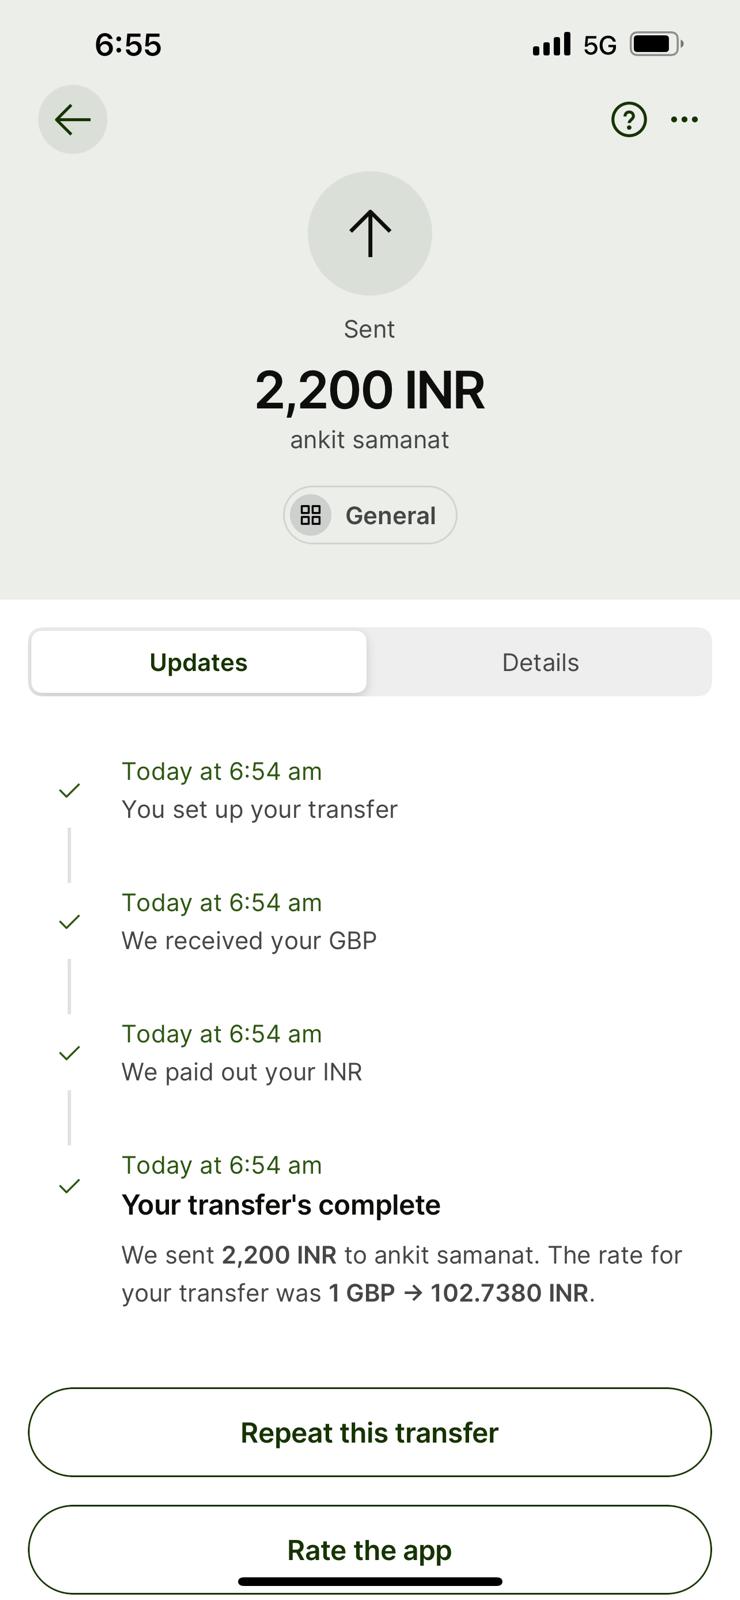 6:55
5G
Sent
2,200 INR
ankit samanat
General
Updates
Details
Today at 6:54 am
You set up your transfer
Today at 6:54 am
We received your GBP
Today at 6:54 am
We paid out your INR
Today at 6:54 am
Your transfer's complete
We sent 2,200 INR to ankit samanat. The rate for
your transfer was 1 GBP → 102.7380 INR.
Repeat this transfer
Rate the app